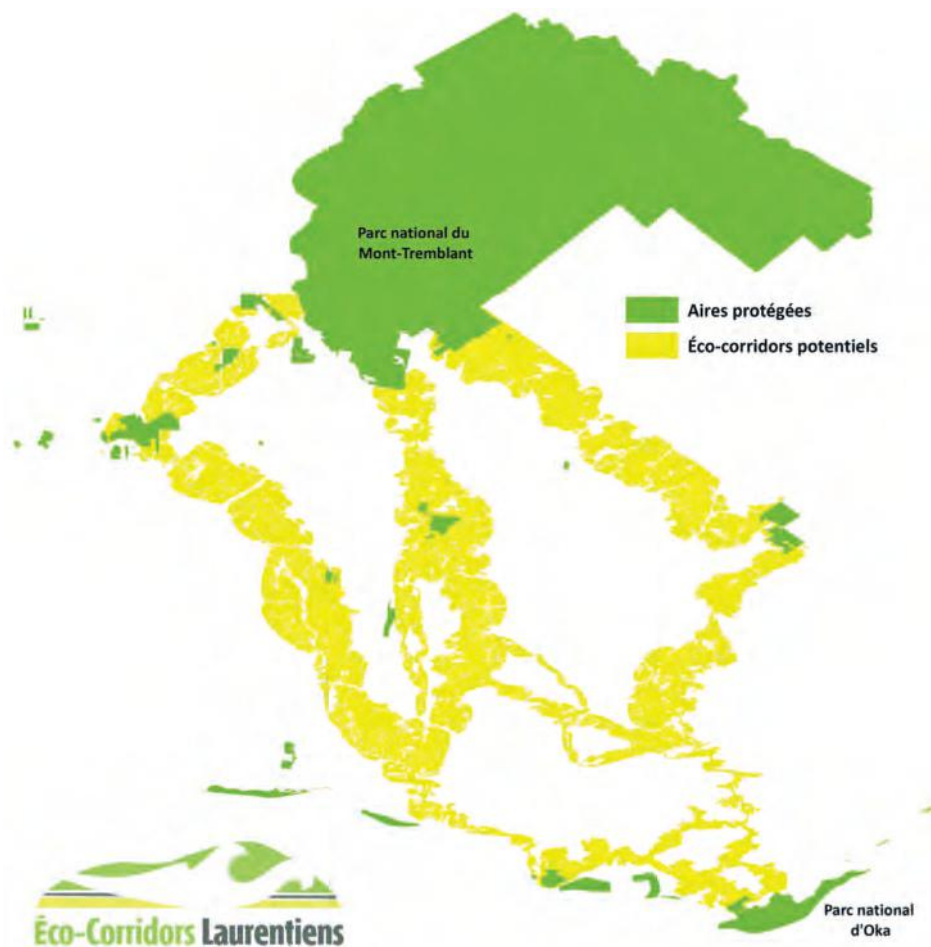 Parc national du
Mont-Tremblant
Aires protégées
Éco-corridors potentiels
Éco-Corridors Laurentiens
Parc national
d'Oka